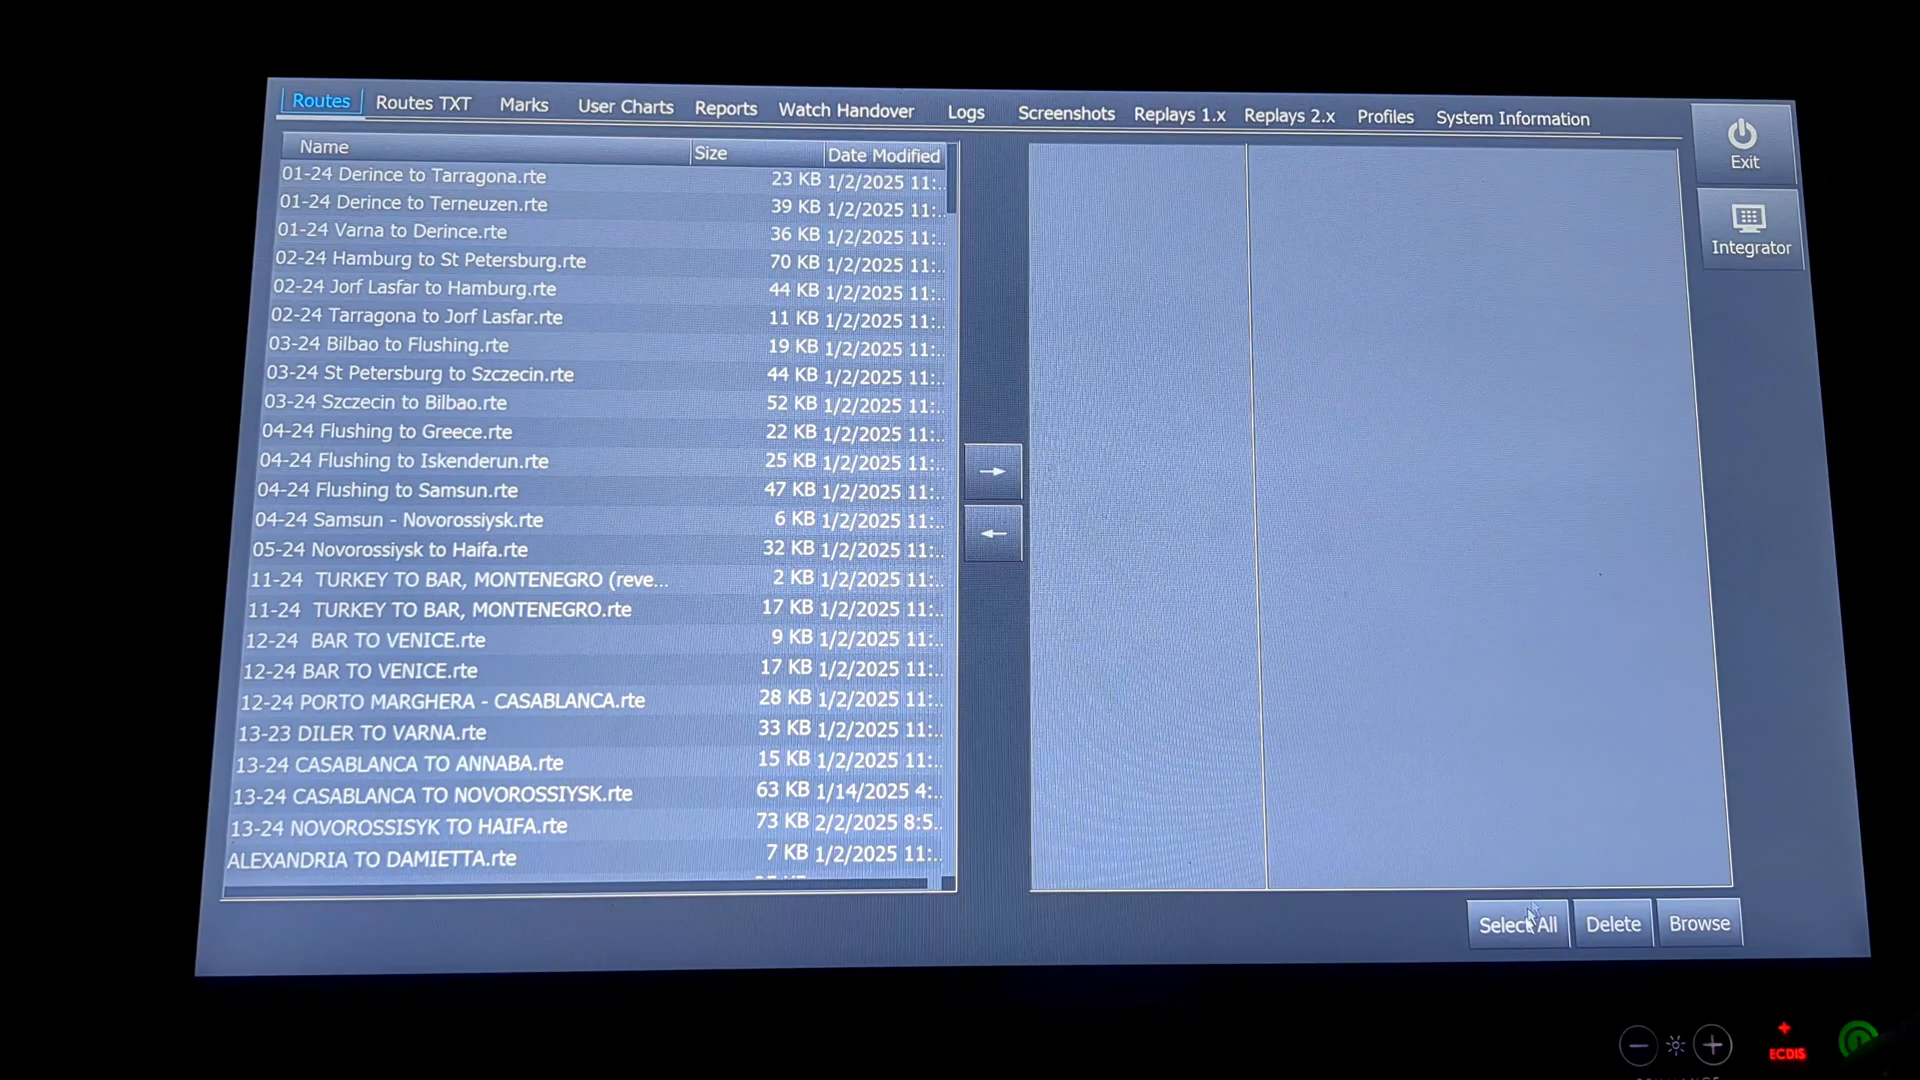 Routes Routes TXT Marks User Charts Reports Watch Handover Logs Screenshots Replays 1.x Replays 2.x Profiles System Information
Exit
Integrator
Name Size Date Modified
01-24 Derince to Tarragona.rte 23 KB 1/2/2025 11:..
01-24 Derince to Terneuzen.rte 39 KB 1/2/2025 11:..
01-24 Varna to Derince.rte 36 KB 1/2/2025 11:..
02-24 Hamburg to St Petersburg.rte 70 KB 1/2/2025 11:..
02-24 Jorf Lasfar to Hamburg.rte 44 KB 1/2/2025 11:..
02-24 Tarragona to Jorf Lasfar.rte 11 KB 1/2/2025 11:..
03-24 Bilbao to Flushing.rte 19 KB 1/2/2025 11:..
03-24 St Petersburg to Szczecin.rte 44 KB 1/2/2025 11:..
03-24 Szczecin to Bilbao.rte 52 KB 1/2/2025 11:..
04-24 Flushing to Greece.rte 22 KB 1/2/2025 11:..
04-24 Flushing to Iskenderun.rte 25 KB 1/2/2025 11:..
04-24 Flushing to Samsun.rte 47 KB 1/2/2025 11:..
04-24 Samsun - Novorossiysk.rte 6 KB 1/2/2025 11:..
05-24 Novorossiysk to Haifa.rte 32 KB 1/2/2025 11:..
11-24 TURKEY TO BAR, MONTENEGRO (reve... 2 KB 1/2/2025 11:..
11-24 TURKEY TO BAR, MONTENEGRO.rte 17 KB 1/2/2025 11:..
12-24 BAR TO VENICE.rte 9 KB 1/2/2025 11:..
12-24 BAR TO VENICE.rte 17 KB 1/2/2025 11:..
12-24 PORTO MARGHERA - CASABLANCA.rte 28 KB 1/2/2025 11:..
13-23 DILER TO VARNA.rte 33 KB 1/2/2025 11:..
13-24 CASABLANCA TO ANNABA.rte 15 KB 1/2/2025 11:..
13-24 CASABLANCA TO NOVOROSSIYSK.rte 63 KB 1/14/2025 4:..
13-24 NOVOROSSISYK TO HAIFA.rte 73 KB 2/2/2025 8:5..
ALEXANDRIA TO DAMIETTA.rte 7 KB 1/2/2025 11:..
Select All Delete Browse
ECDIS